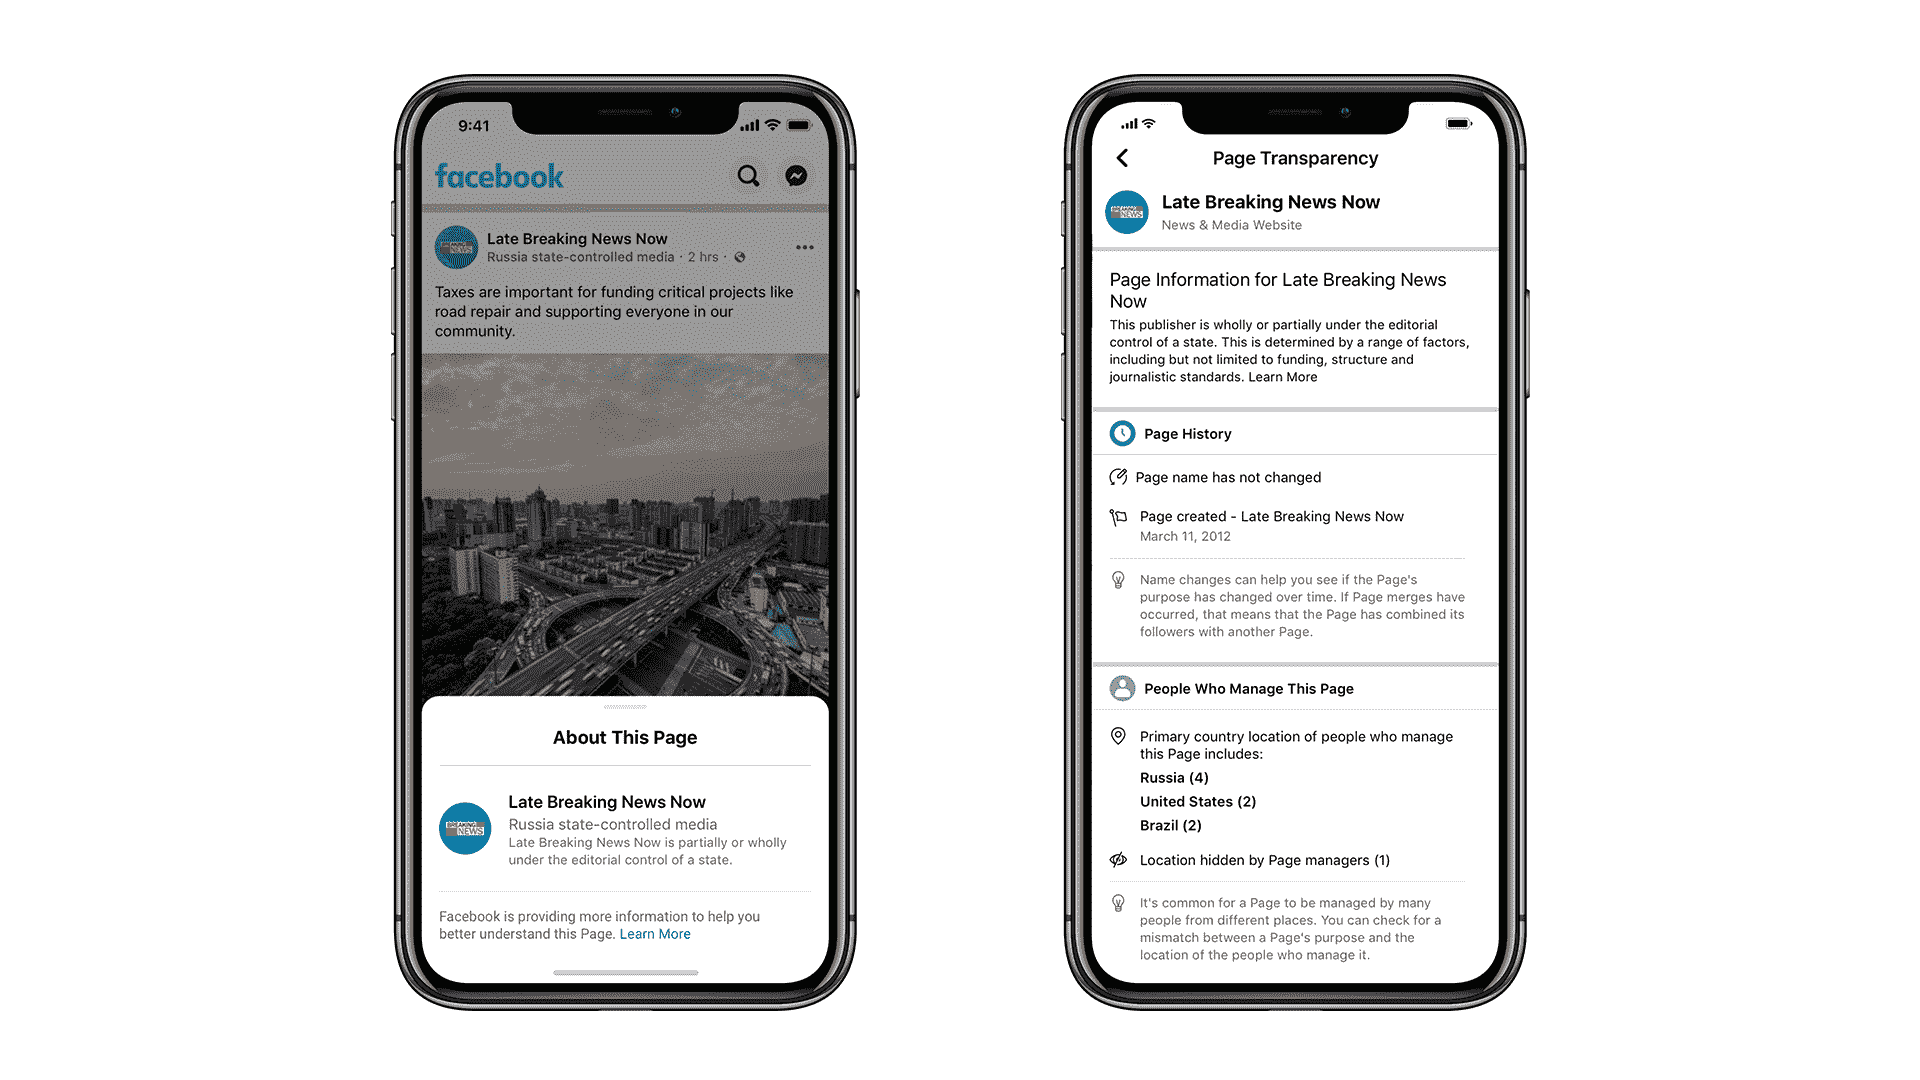 9:41
facebook
Late Breaking News Now
Russia state-controlled media · 2 hrs ·
Taxes are important for funding critical projects like
road repair and supporting everyone in our
community.
About This Page
BREAKING
NEWS
Late Breaking News Now
Russia state-controlled media
Late Breaking News Now is partially or wholly
under the editorial control of a state.
Facebook is providing more information to help you
better understand this Page. Learn More
Page Transparency
BREAKING
NEWS
Late Breaking News Now
News & Media Website
Page Information for Late Breaking News
Now
This publisher is wholly or partially under the editorial
control of a state. This is determined by a range of factors,
including but not limited to funding, structure and
journalistic standards. Learn More
Page History
Page name has not changed
Page created - Late Breaking News Now
March 11, 2012
Name changes can help you see if the Page's
purpose has changed over time. If Page merges have
occurred, that means that the Page has combined its
followers with another Page.
People Who Manage This Page
Primary country location of people who manage
this Page includes:
Russia (4)
United States (2)
Brazil (2)
Location hidden by Page managers (1)
It's common for a Page to be managed by many
people from different places. You can check for a
mismatch between a Page's purpose and the
location of the people who manage it.